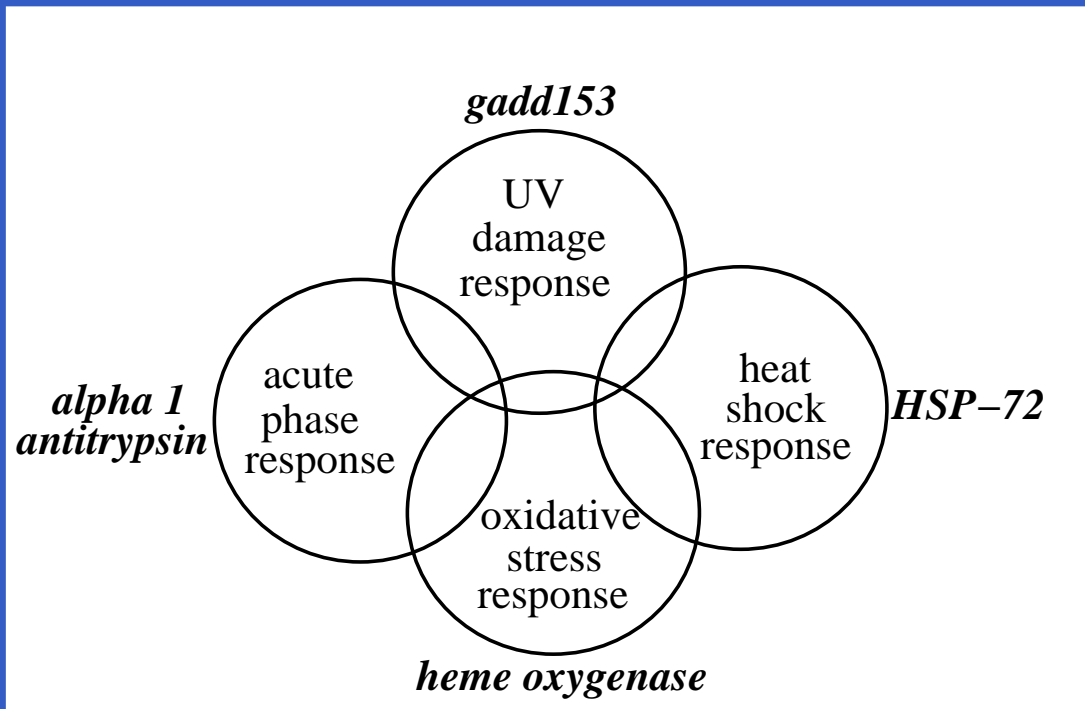 gadd153
UV
damage
response
acute
phase
response
alpha 1
antitrypsin
heat
shock
response
HSP−72
oxidative
stress
response
heme oxygenase